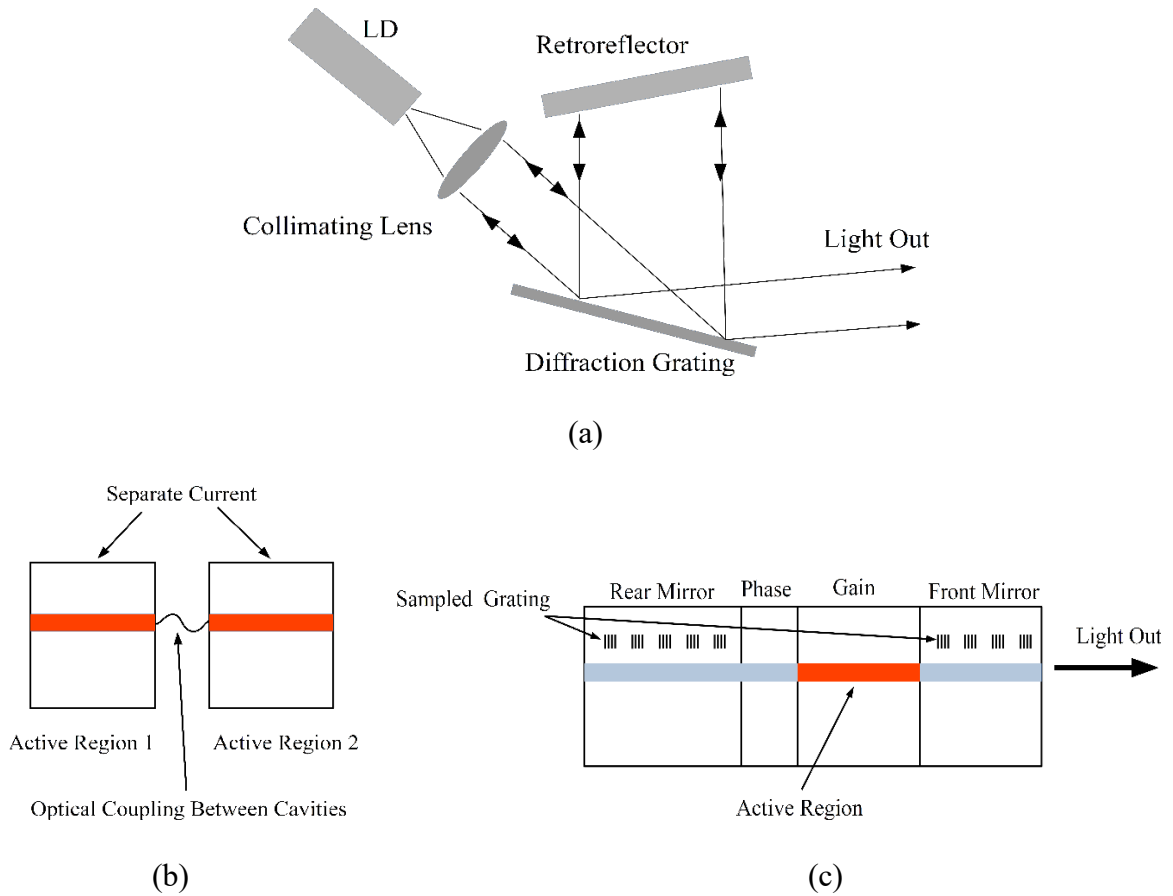 LD
Retroreflector
Collimating Lens
Light Out
Diffraction Grating
(a)
Separate Current
Active Region 1
Active Region 2
Optical Coupling Between Cavities
(b)
Sampled Grating
Rear Mirror
Phase
Gain
Front Mirror
Light Out
Active Region
(c)